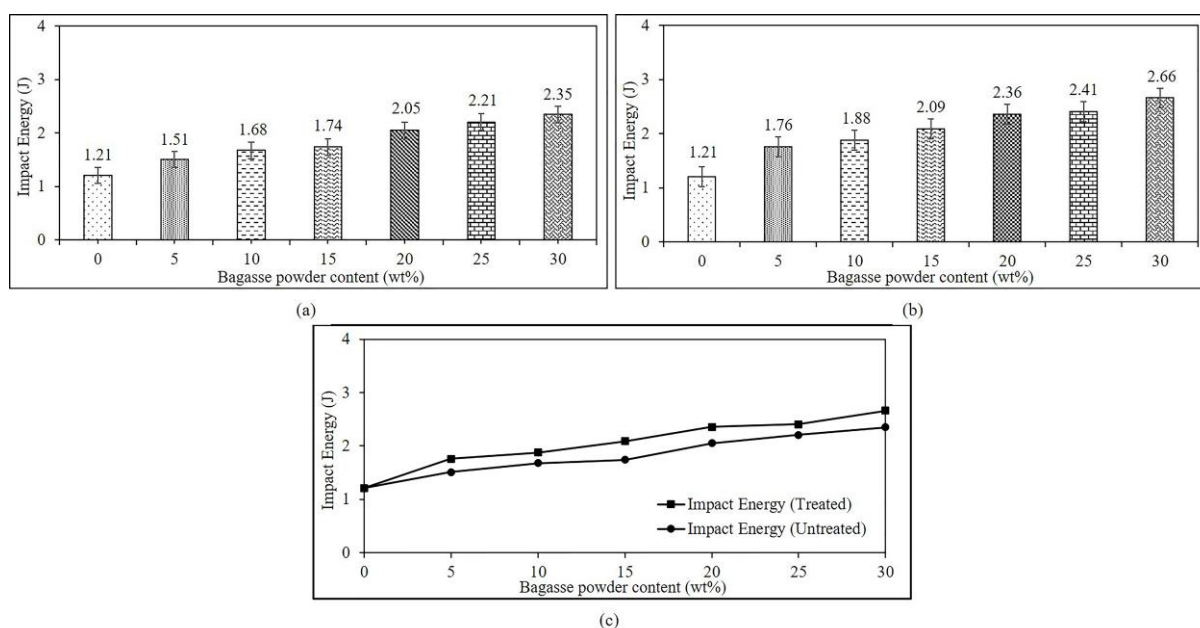 4
3
2
1
0
Impact Energy (J)
1.21
1.51
1.68
1.74
2.05
2.21
2.35
0 5 10 15 20 25 30
Bagasse powder content (wt%)
(a)
4
3
2
1
0
Impact Energy (J)
1.21
1.76
1.88
2.09
2.36
2.41
2.66
0 5 10 15 20 25 30
Bagasse powder content (wt%)
(b)
4
3
2
1
0
Impact Energy (J)
Impact Energy (Treated)
Impact Energy (Untreated)
0 5 10 15 20 25 30
Bagasse powder content (wt%)
(c)